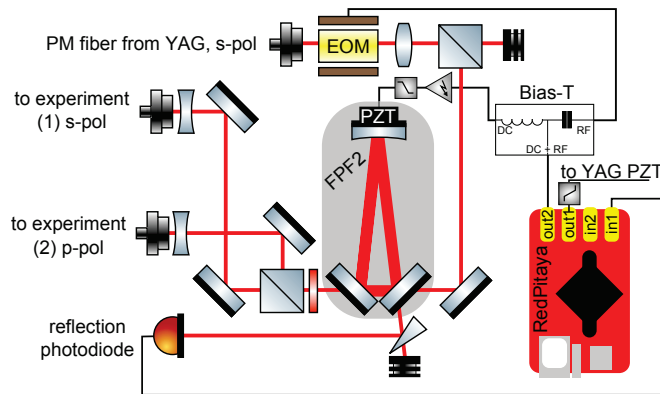 PM fiber from YAG, s-pol
EOM
to experiment
(1) s-pol
PZT
FPF2
Bias-T
DC
RF
DC + RF
to YAG PZT
to experiment
(2) p-pol
out2
out1
in2
in1
RedPitaya
reflection
photodiode